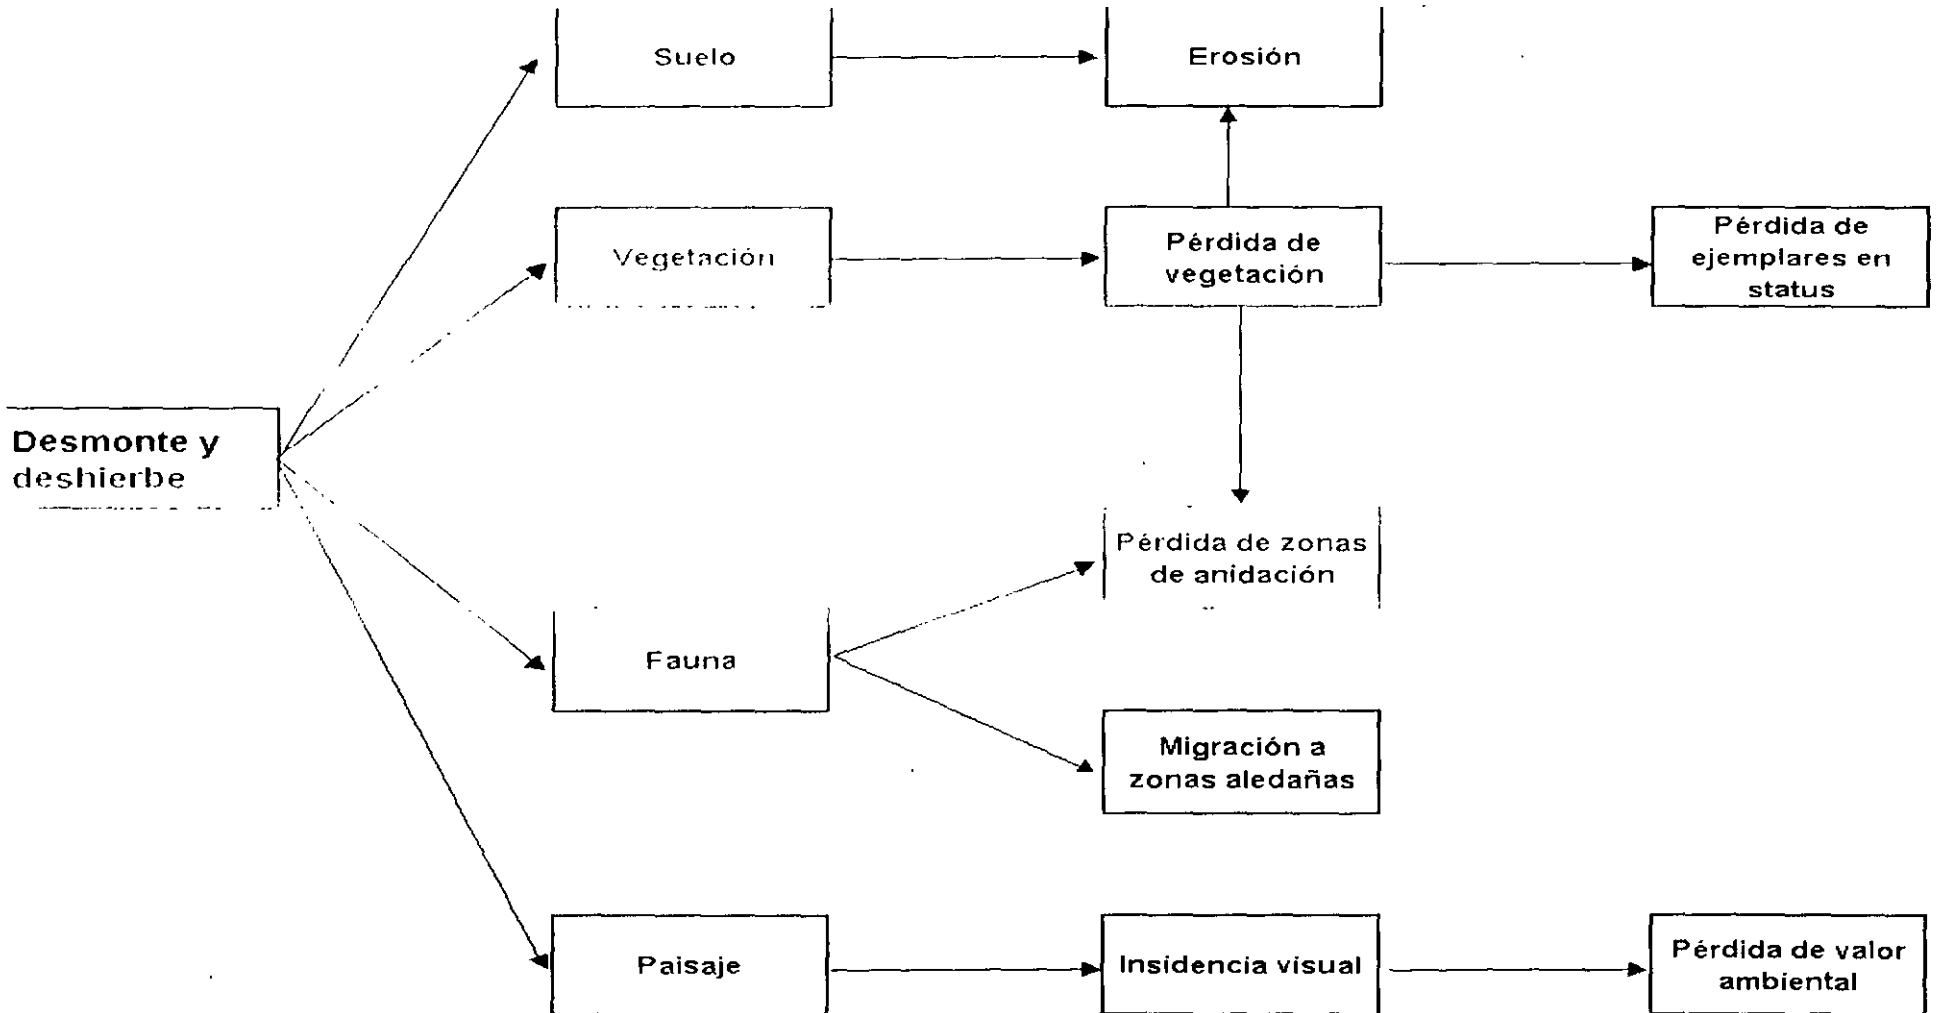 Suelo
Erosión
Vegetación
Pérdida de
vegetación
Pérdida de
ejemplares en
status
Desmonte y
deshierbe
Pérdida de zonas
de anidación
Fauna
Migración a
zonas aledañas
Paisaje
Insidencia visual
Pérdida de valor
ambiental